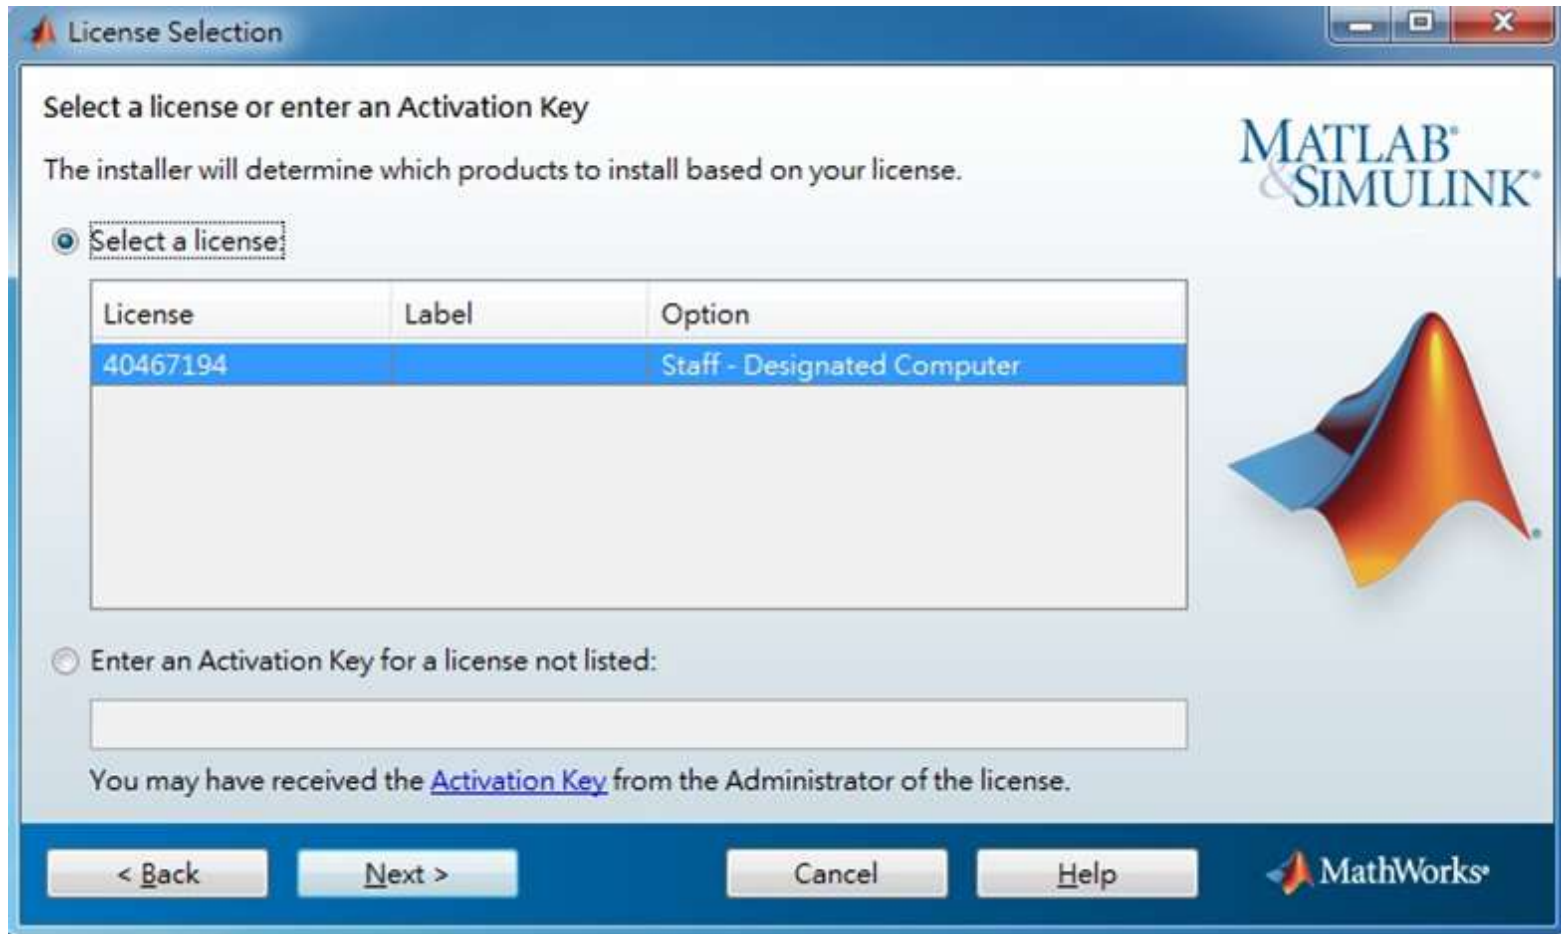 License Selection
Select a license or enter an Activation Key
The installer will determine which products to install based on your license.
MATLAB®
&SIMULINK®
Select a license:
License Label Option
40467194 Staff - Designated Computer
Enter an Activation Key for a license not listed:
You may have received the Activation Key from the Administrator of the license.
< Back Next > Cancel Help MathWorks®